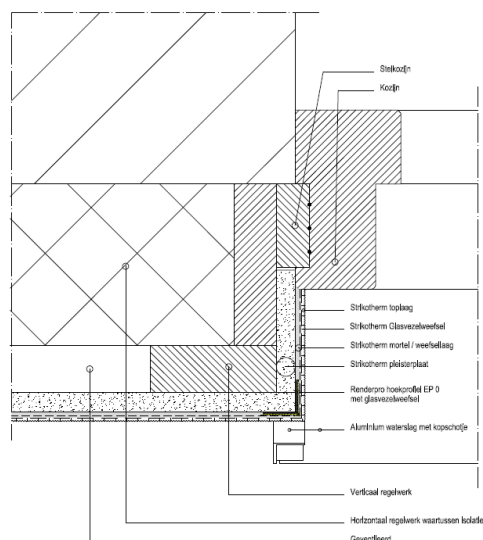 Stelkozijn
Kozijn
Strikotherm toplaag
Strikotherm Glasvezelweefsel
Strikotherm mortel / weefsellaag
Strikotherm pleisterplaat
Renderpro hoekprofiel EP 0
met glasvezelweefsel
Aluminium waterslag met kopschotje
Verticaal regelwerk
Horizontaal regelwerk waartussen isolatie
Geventileerd